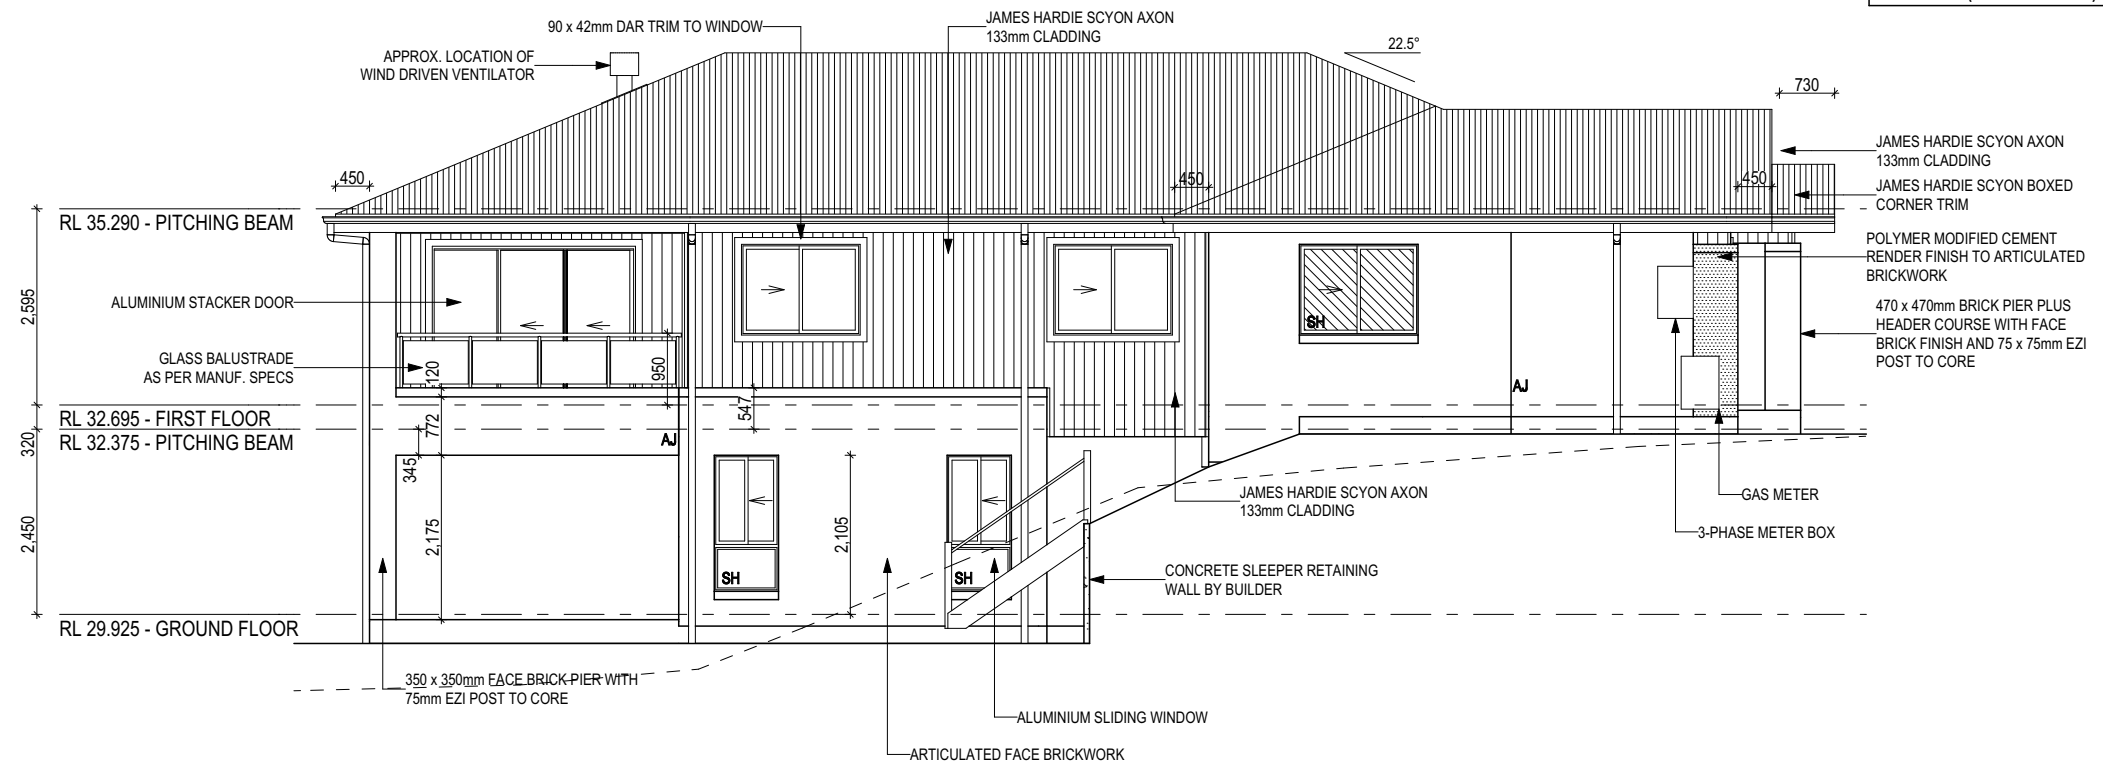 90 x 42mm DAR TRIM TO WINDOW
JAMES HARDIE SCYON AXON
133mm CLADDING
APPROX. LOCATION OF
WIND DRIVEN VENTILATOR
22.5°
730
JAMES HARDIE SCYON AXON
133mm CLADDING
450
450
450
JAMES HARDIE SCYON BOXED
CORNER TRIM
RL 35.290 - PITCHING BEAM
POLYMER MODIFIED CEMENT
RENDER FINISH TO ARTICULATED
BRICKWORK
2,595
ALUMINIUM STACKER DOOR
SH
470 x 470mm BRICK PIER PLUS
HEADER COURSE WITH FACE
BRICK FINISH AND 75 x 75mm EZI
POST TO CORE
GLASS BALUSTRADE
AS PER MANUF. SPECS
120
950
AJ
547
RL 32.695 - FIRST FLOOR
772
320
RL 32.375 - PITCHING BEAM
AJ
345
JAMES HARDIE SCYON AXON
133mm CLADDING
GAS METER
3-PHASE METER BOX
2,450
2,175
2,105
SH
SH
CONCRETE SLEEPER RETAINING
WALL BY BUILDER
RL 29.925 - GROUND FLOOR
350 x 350mm FACE BRICK PIER WITH
75mm EZI POST TO CORE
ALUMINIUM SLIDING WINDOW
ARTICULATED FACE BRICKWORK